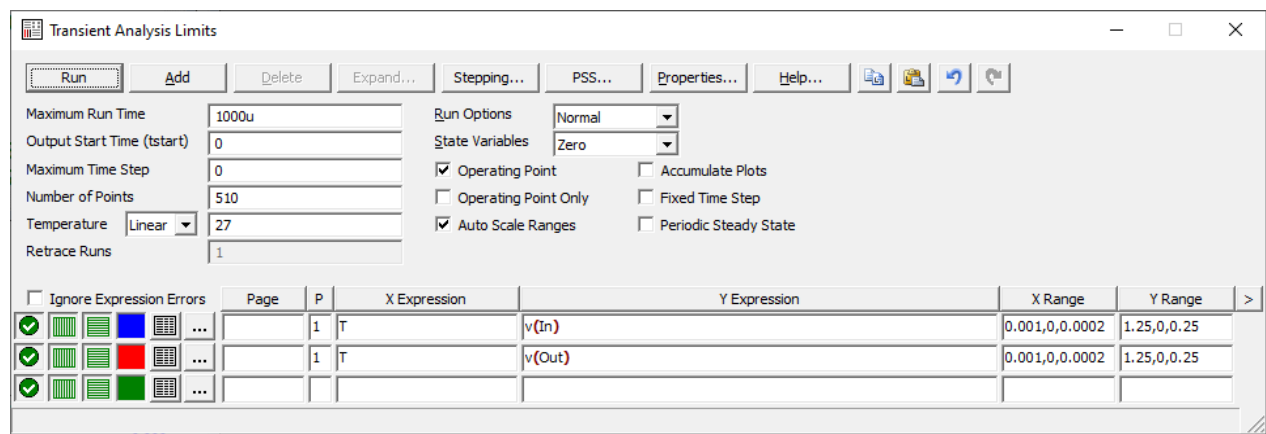 Transient Analysis Limits
Run Add Delete Expand... Stepping... PSS... Properties... Help...
Maximum Run Time 1000u Run Options Normal
Output Start Time (tstart) 0 State Variables Zero
Maximum Time Step 0 Operating Point Accumulate Plots
Number of Points 510 Operating Point Only Fixed Time Step
Temperature Linear 27 Auto Scale Ranges Periodic Steady State
Retrace Runs 1
Ignore Expression Errors Page P X Expression Y Expression X Range Y Range >
... 1 T v(In) 0.001,0,0.0002 1.25,0,0.25
... 1 T v(Out) 0.001,0,0.0002 1.25,0,0.25
...